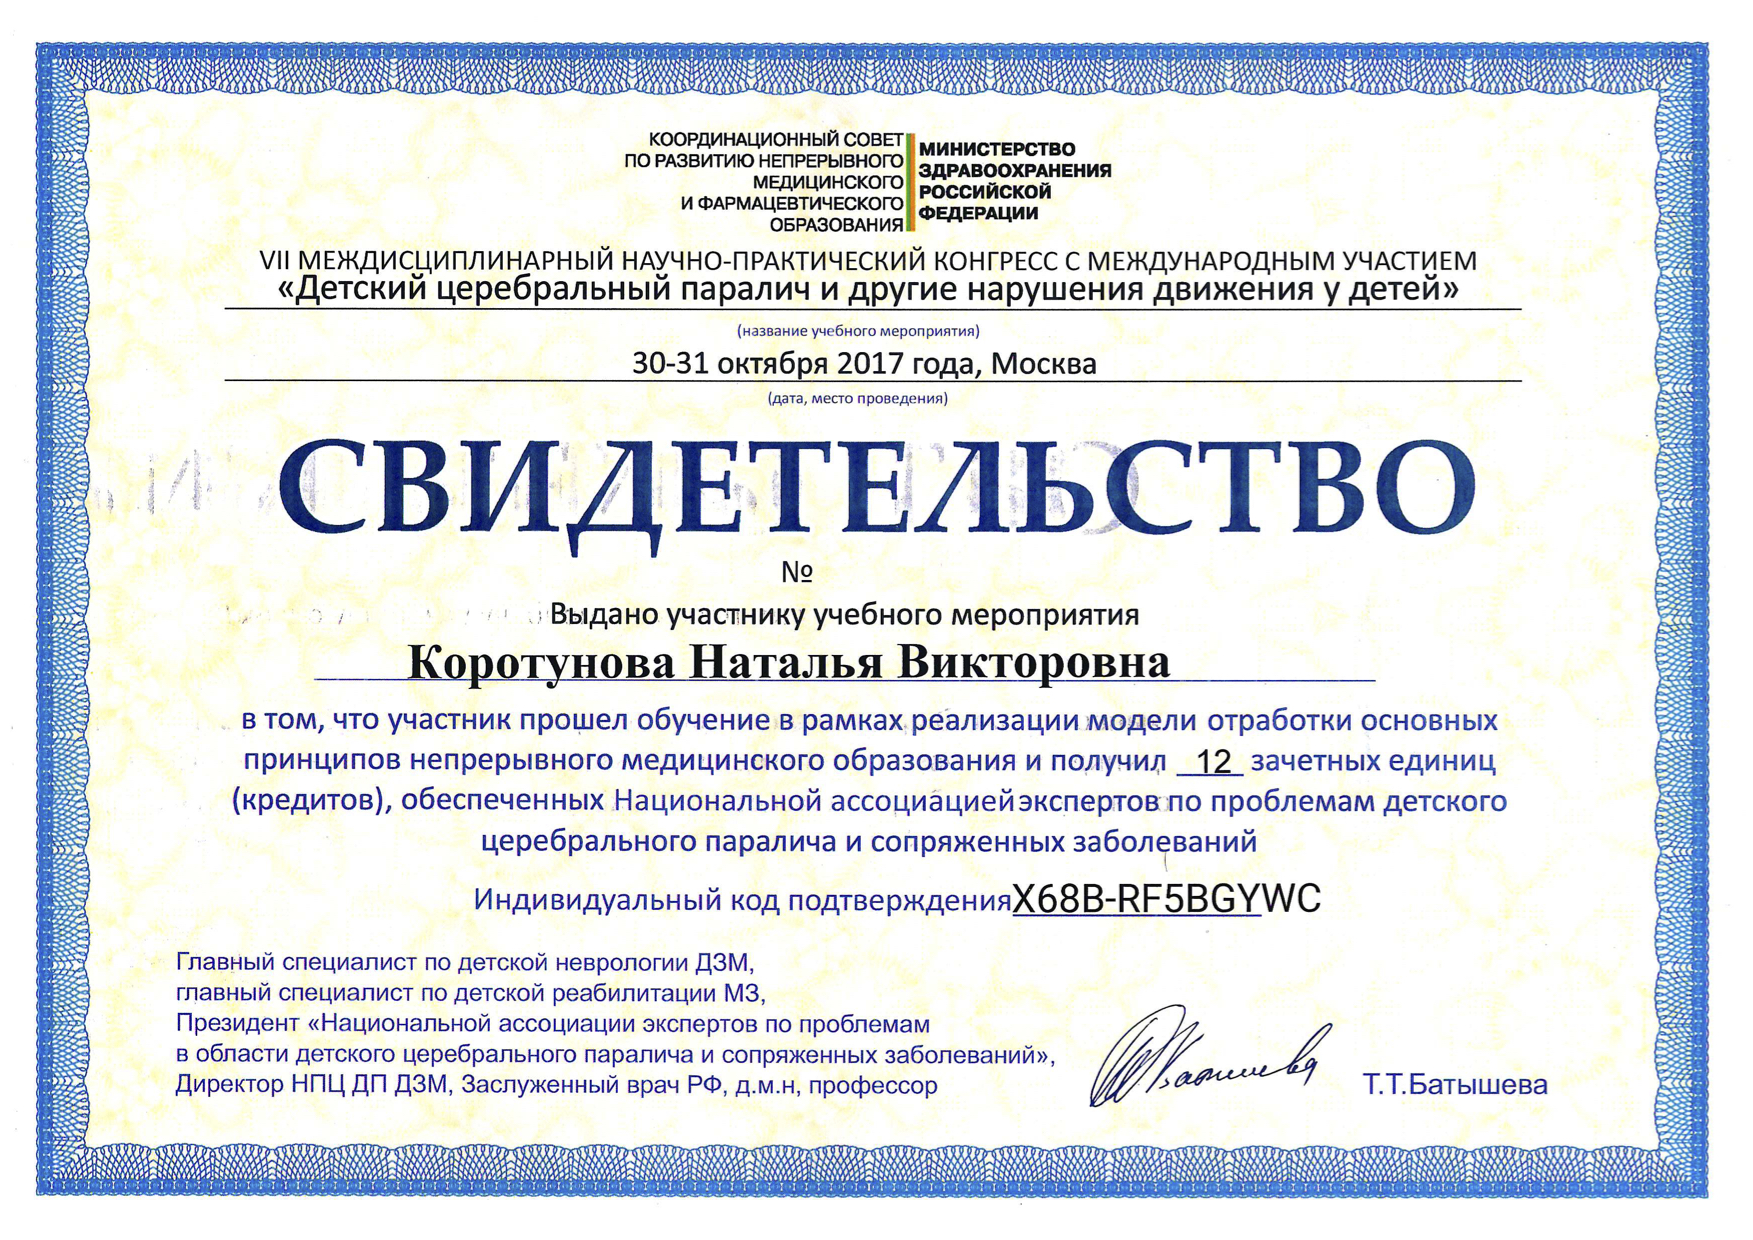 КООРДИНАЦИОННЫЙ СОВЕТ
ПО РАЗВИТИЮ НЕПРЕРЫВНОГО
МЕДИЦИНСКОГО
И ФАРМАЦЕВТИЧЕСКОГО
ОБРАЗОВАНИЯ
МИНИСТЕРСТВО
ЗДРАВООХРАНЕНИЯ
РОССИЙСКОЙ
ФЕДЕРАЦИИ
VII МЕЖДИСЦИПЛИНАРНЫЙ НАУЧНО-ПРАКТИЧЕСКИЙ КОНГРЕСС С МЕЖДУНАРОДНЫМ УЧАСТИЕМ
«Детский церебральный паралич и другие нарушения движения у детей»
(название учебного мероприятия)
30-31 октября 2017 года, Москва
(дата, место проведения)
СВИДЕТЕЛЬСТВО
№
Выдано участнику учебного мероприятия
Коротунова Наталья Викторовна
в том, что участник прошел обучение в рамках реализации модели отработки основных
принципов непрерывного медицинского образования и получил 12 зачетных единиц
(кредитов), обеспеченных Национальной ассоциацией экспертов по проблемам детского
церебрального паралича и сопряженных заболеваний
Индивидуальный код подтверждения X68B-RF5BGYWC
Главный специалист по детской неврологии ДЗМ,
главный специалист по детской реабилитации МЗ,
Президент «Национальной ассоциации экспертов по проблемам
в области детского церебрального паралича и сопряженных заболеваний»,
Директор НПЦ ДП ДЗМ, Заслуженный врач РФ, д.м.н, профессор
Т.Т.Батышева